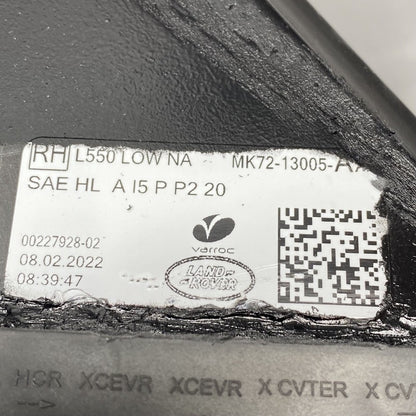 RH L550 LOW NA MK72-13005-A
SAE HL A I5 P P2 20
varroc
00227928-02
08.02.2022
08:39:47
LAND-
ROVER
HCR XCEVR XCEVR X CVTER X CV